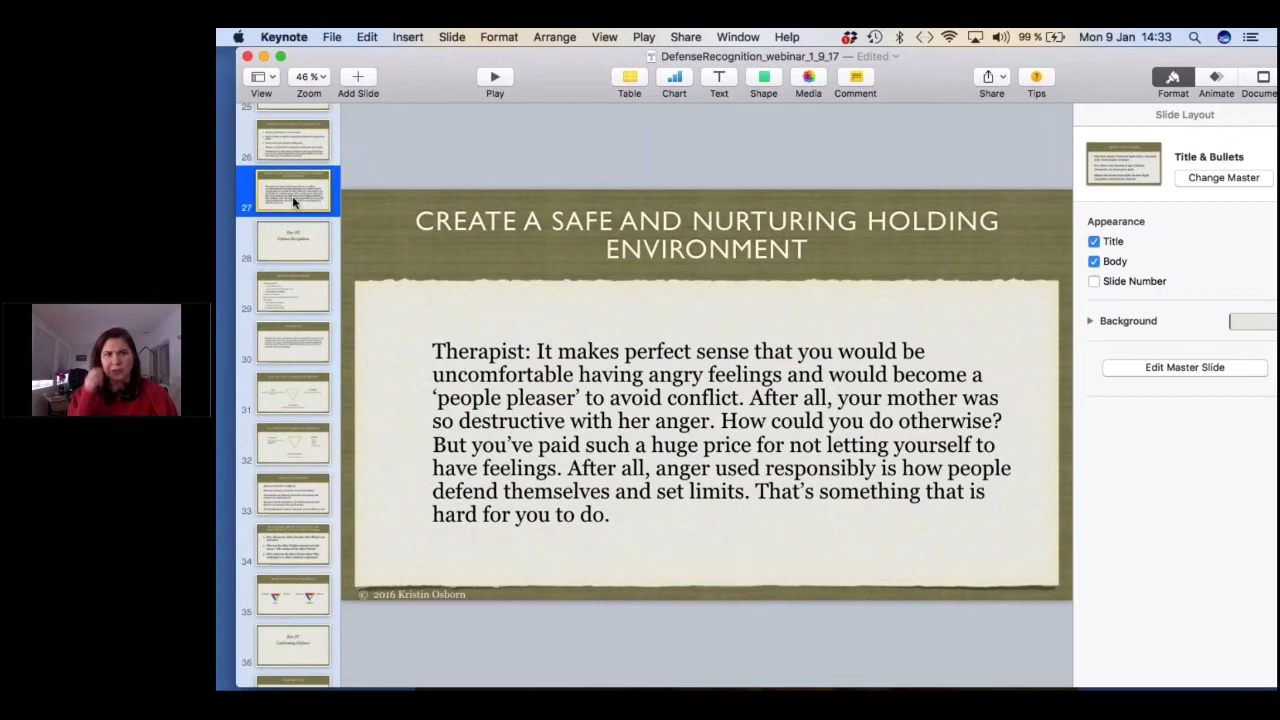 Keynote File Edit Insert Slide Format Arrange View Play Share Window Help 99 % Mon 9 Jan 14:33
DefenseRecognition_webinar_1_9_17 — Edited
46 %
View Zoom Add Slide Play Table Chart Text Shape Media Comment Share Tips Format Animate Docume
Slide Layout
Title & Bullets
Change Master
Appearance
Title
Body
Slide Number
Background
Edit Master Slide
25
26
27
28
29
30
31
32
33
34
35
36
CREATE A SAFE AND NURTURING HOLDING
ENVIRONMENT
Therapist: It makes perfect sense that you would be
uncomfortable having angry feelings and would become a
‘people pleaser’ to avoid conflict. After all, your mother was
so destructive with her anger. How could you do otherwise?
But you’ve paid such a huge price for not letting yourself to
have feelings. After all, anger used responsibly is how people
defend themselves and set limits. That’s something that is
hard for you to do.
© 2016 Kristin Osborn